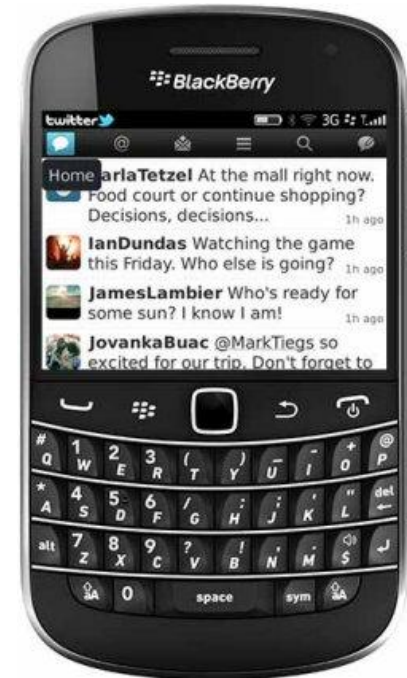 BlackBerry
twitter 3G
@
Home arlaTetzel At the mall right now.
Food court or continue shopping?
Decisions, decisions... 1h ago
IanDundas Watching the game
this Friday. Who else is going? 1h ago
JamesLambier Who's ready for
some sun? I know I am! 1h ago
JovankaBuac @MarkTiegs so
excited for our trip. Don't forget to
# 1 2 3 ( ) _ - + @
Q W E R T Y U I O P
* 4 5 6 / : ; ' " del
A S D F G H J K L
alt 7 8 9 ? ! , . $
Z X C V B N M
aA 0 space sym aA